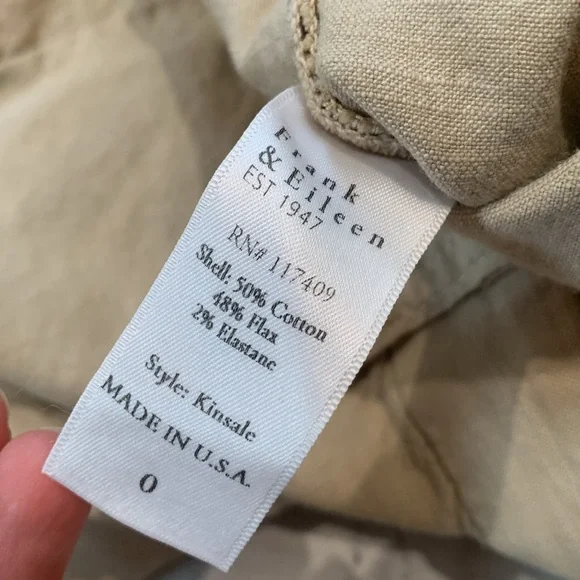 Frank
& Eileen
EST 1947
RN# 117409
Shell: 50% Cotton
48% Flax
2% Elastane
Style: Kinsale
MADE IN U.S.A.
0